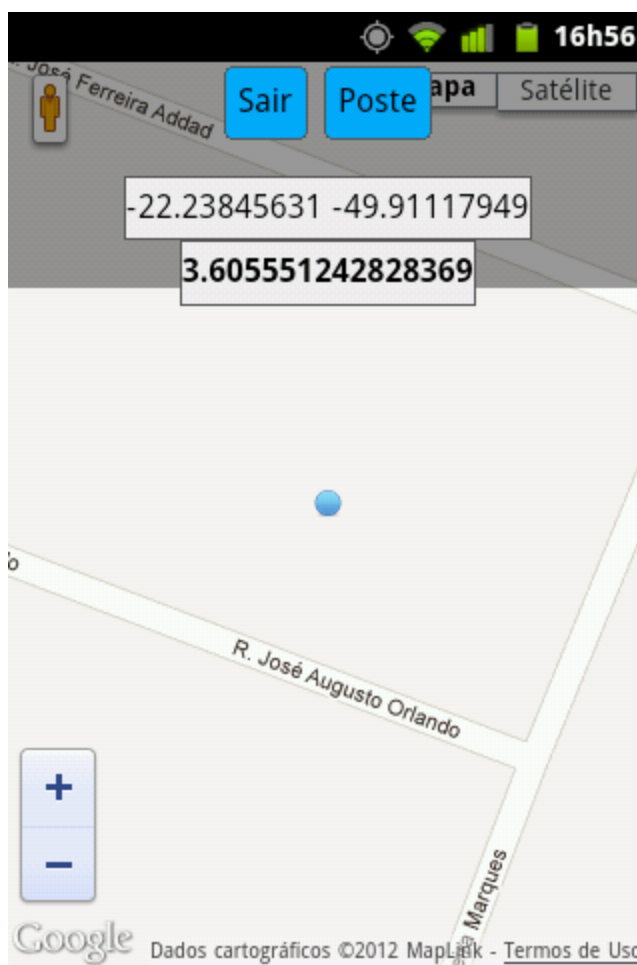 16h56
R. José Ferreira Addad
Sair
Poste
apa
Satélite
-22.23845631 -49.91117949
3.605551242828369
R. José Augusto Orlando
Marques
+
−
Google
Dados cartográficos ©2012 MapLink - Termos de Uso